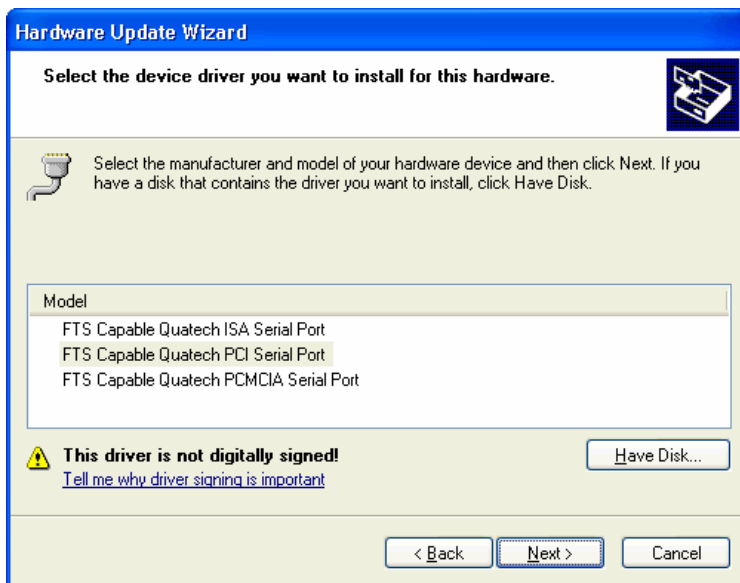 Hardware Update Wizard
Select the device driver you want to install for this hardware.
Select the manufacturer and model of your hardware device and then click Next. If you
have a disk that contains the driver you want to install, click Have Disk.
Model
FTS Capable Quatech ISA Serial Port
FTS Capable Quatech PCI Serial Port
FTS Capable Quatech PCMCIA Serial Port
This driver is not digitally signed!
Have Disk...
Tell me why driver signing is important
< Back
Next >
Cancel